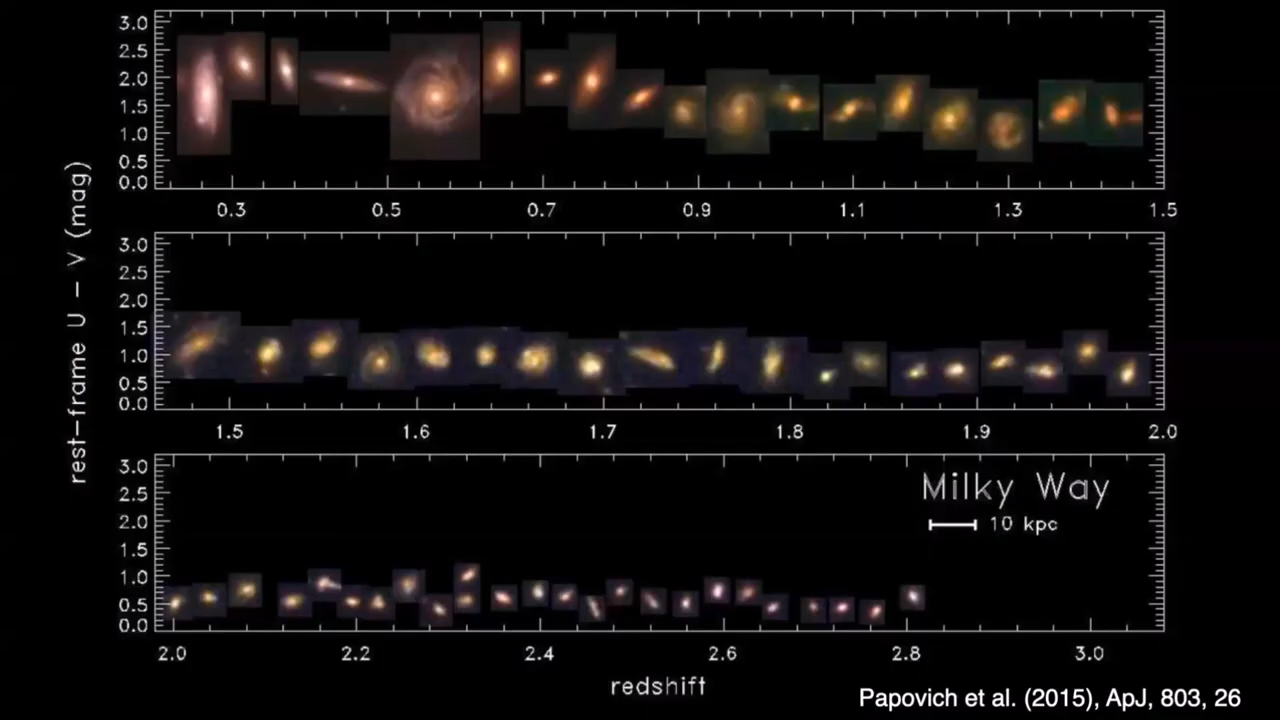 3.0
2.5
2.0
1.5
1.0
0.5
0.0
0.3 0.5 0.7 0.9 1.1 1.3 1.5
rest-frame U - V (mag)
3.0
2.5
2.0
1.5
1.0
0.5
0.0
1.5 1.6 1.7 1.8 1.9 2.0
3.0
2.5
2.0
1.5
1.0
0.5
0.0
Milky Way
10 kpc
2.0 2.2 2.4 2.6 2.8 3.0
redshift
Papovich et al. (2015), ApJ, 803, 26